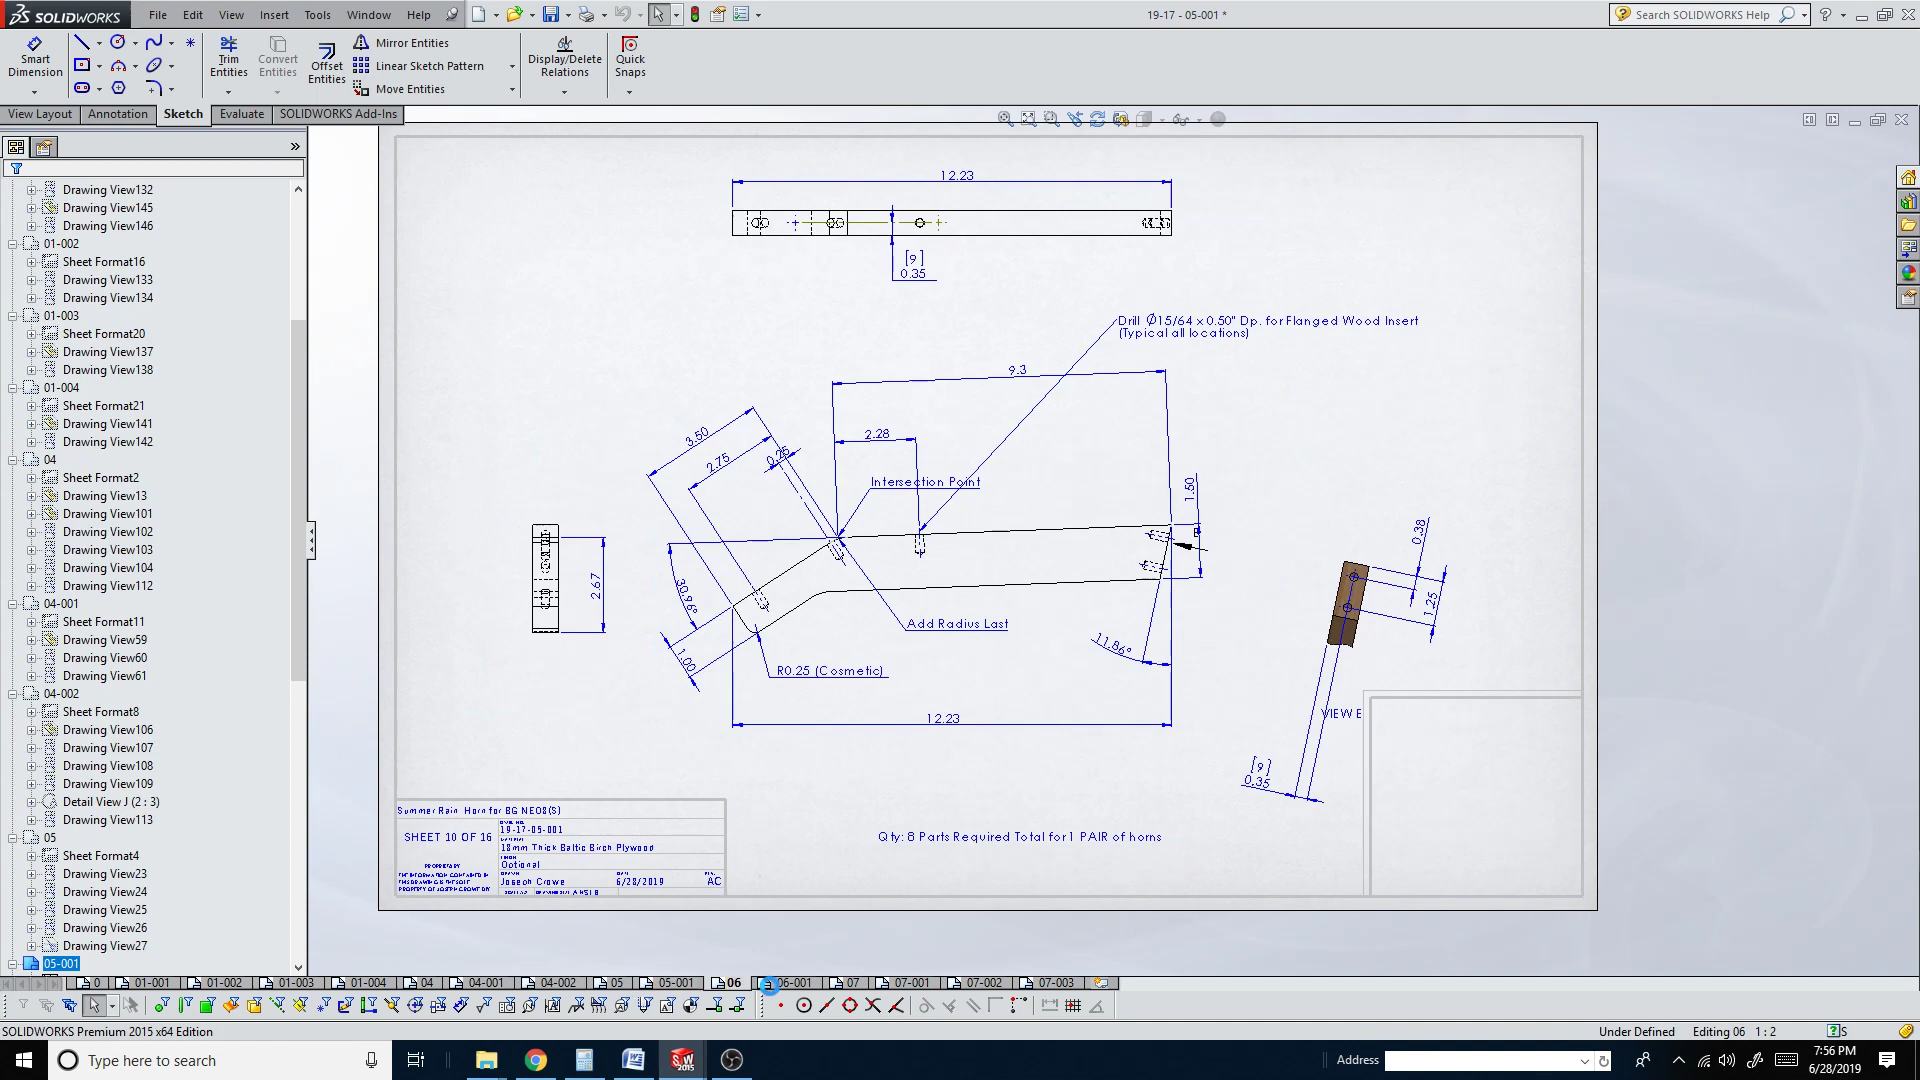 SOLIDWORKS
File Edit View Insert Tools Window Help
19-17 - 05-001 *
Search SOLIDWORKS Help
Smart Dimension
Trim Entities
Convert Entities
Offset Entities
Mirror Entities
Linear Sketch Pattern
Move Entities
Display/Delete Relations
Quick Snaps
View Layout Annotation Sketch Evaluate SOLIDWORKS Add-Ins
Drawing View132
Drawing View145
Drawing View146
01-002
Sheet Format16
Drawing View133
Drawing View134
01-003
Sheet Format20
Drawing View137
Drawing View138
01-004
Sheet Format21
Drawing View141
Drawing View142
04
Sheet Format2
Drawing View13
Drawing View101
Drawing View102
Drawing View103
Drawing View104
Drawing View112
04-001
Sheet Format11
Drawing View59
Drawing View60
Drawing View61
04-002
Sheet Format8
Drawing View106
Drawing View107
Drawing View108
Drawing View109
Detail View J (2 : 3)
Drawing View113
05
Sheet Format4
Drawing View23
Drawing View24
Drawing View25
Drawing View26
Drawing View27
05-001
12.23
[9]
0.35
Drill Ø15/64 x 0.50" Dp. for Flanged Wood Insert
(Typical all locations)
9.3
3.50
2.75
0.25
2.28
Intersection Point
1.50
E
2.67
30.96°
1.00
Add Radius Last
R0.25 (Cosmetic)
11.86°
12.23
0.38
1.25
VIEW E
[9]
0.35
Summer Rain Horn for BG NEO8(S)
SHEET 10 OF 16
19-17-05-001
18mm Thick Baltic Birch Plywood
Optional
PROPRIETARY
Joseph Crowe 6/28/2019 AC
Qty: 8 Parts Required Total for 1 PAIR of horns
0 01-001 01-002 01-003 01-004 04 04-001 04-002 05 05-001 06 06-001 07 07-001 07-002 07-003
SOLIDWORKS Premium 2015 x64 Edition
Under Defined Editing 06 1 : 2
Type here to search
Address
7:56 PM
6/28/2019